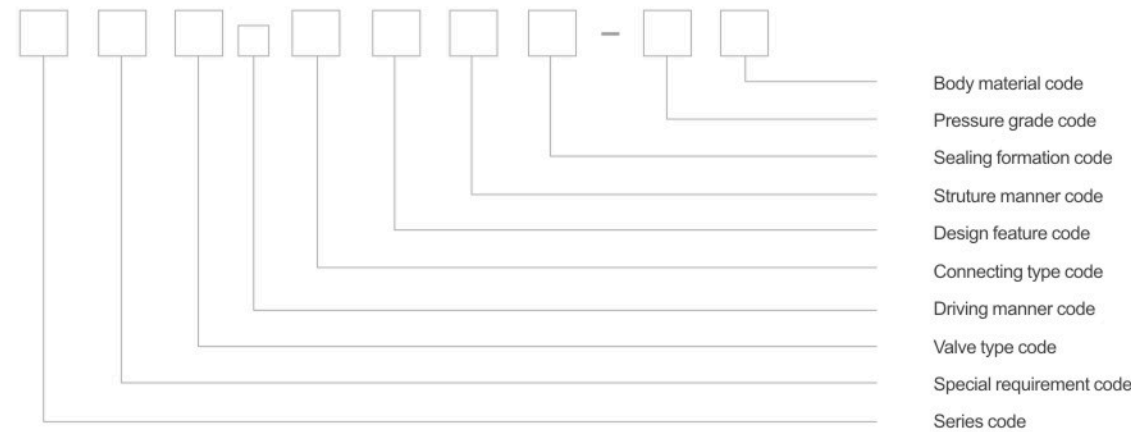 Body material code
Pressure grade code
Sealing formation code
Struture manner code
Design feature code
Connecting type code
Driving manner code
Valve type code
Special requirement code
Series code